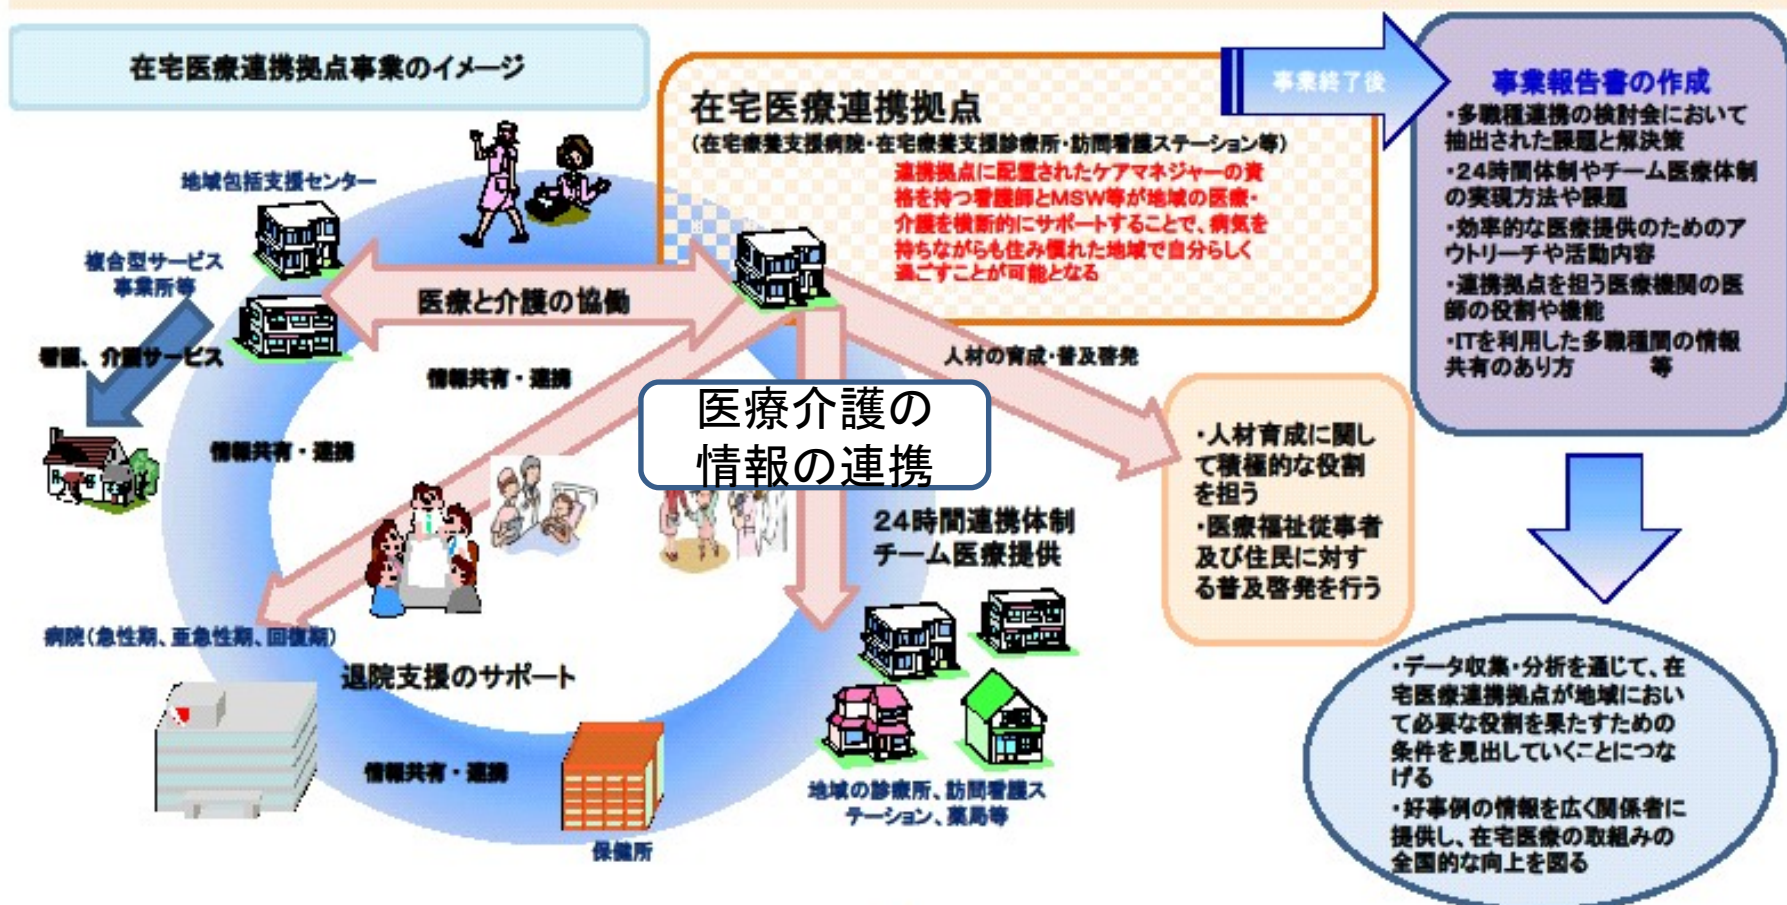 在宅医療連携拠点事業のイメージ
在宅医療連携拠点
(在宅療養支援病院・在宅療養支援診療所・訪問看護ステーション等)
連携拠点に配置されたケアマネジャーの資
格を持つ看護師とMSW等が地域の医療・
介護を横断的にサポートすることで、病気を
持ちながらも住み慣れた地域で自分らしく
過ごすことが可能となる
事業終了後
事業報告書の作成
・多職種連携の検討会において
抽出された課題と解決策
・24時間体制やチーム医療体制
の実現方法や課題
・効率的な医療提供のためのア
ウトリーチや活動内容
・連携拠点を担う医療機関の医
師の役割や機能
・ITを利用した多職種間の情報
共有のあり方 等
地域包括支援センター
複合型サービス
事業所等
医療と介護の協働
看護、介護サービス
情報共有・連携
人材の育成・普及啓発
医療介護の
情報の連携
情報共有・連携
・人材育成に関し
て積極的な役割
を担う
・医療福祉従事者
及び住民に対す
る普及啓発を行う
24時間連携体制
チーム医療提供
病院(急性期、亜急性期、回復期)
退院支援のサポート
情報共有・連携
保健所
地域の診療所、訪問看護ス
テーション、薬局等
・データ収集・分析を通じて、在
宅医療連携拠点が地域におい
て必要な役割を果たすための
条件を見出していくことにつな
げる
・好事例の情報を広く関係者に
提供し、在宅医療の取組みの
全国的な向上を図る